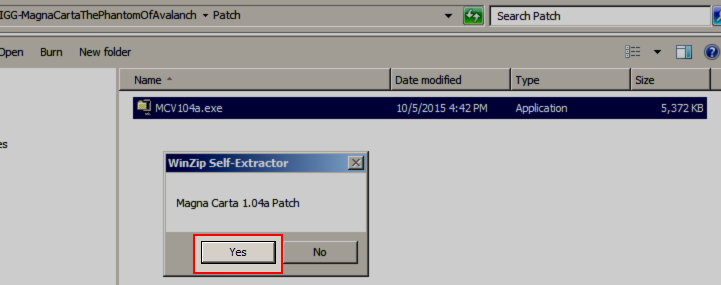 IGG-MagnaCartaThePhantomOfAvalanch Patch Search Patch
Open Burn New folder
Name Date modified Type Size
MCV104a.exe 10/5/2015 4:42 PM Application 5,372 KB
es
WinZip Self-Extractor
Magna Carta 1.04a Patch
Yes No